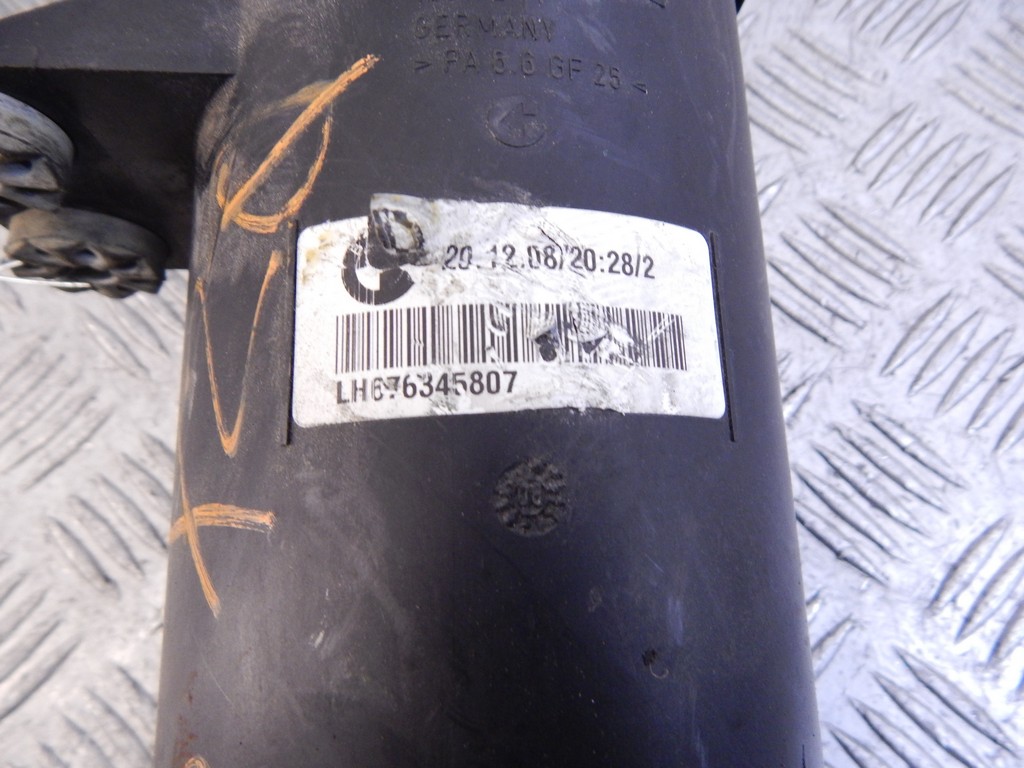 GERMANY
> PA 6.6 GF 25 <
20.12.08/20:28/2
LH676345807